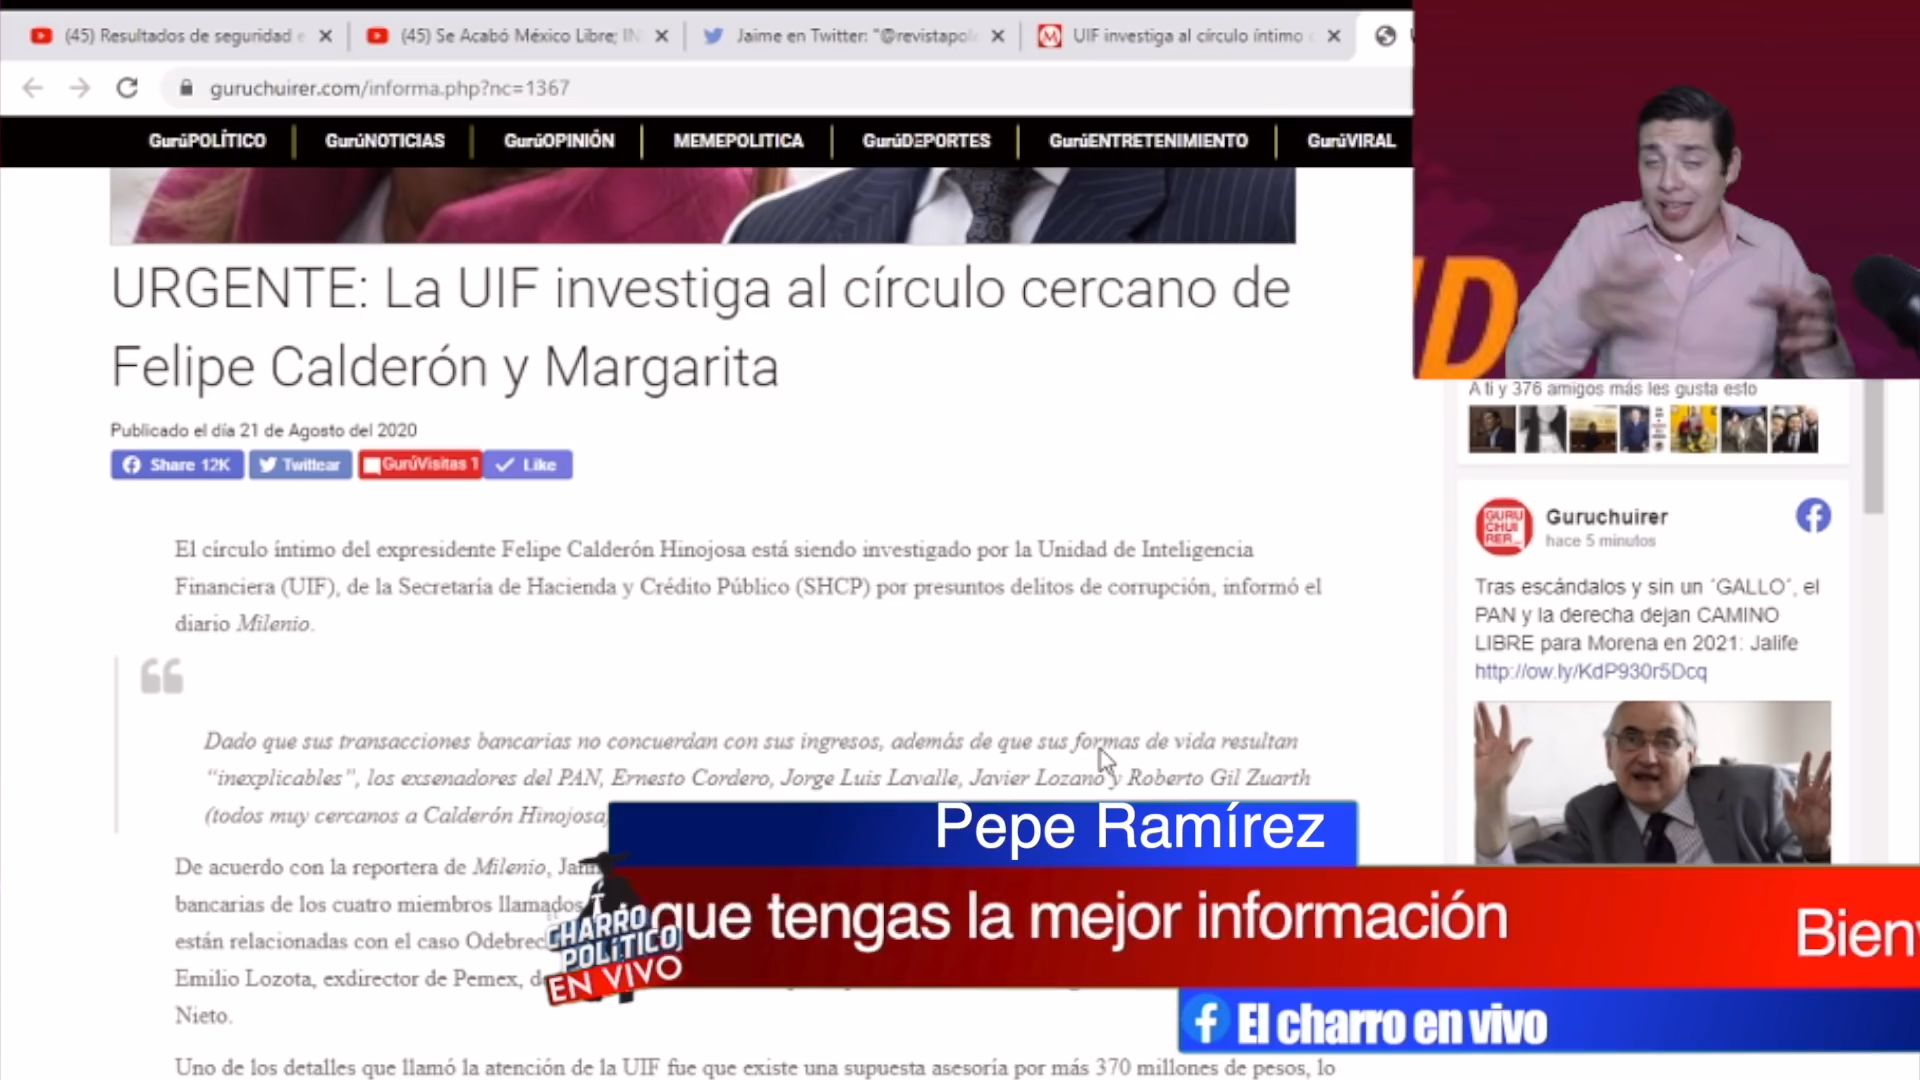 (45) Resultados de seguridad
(45) Se Acabó México Libre; IN
Jaime en Twitter: "@revistapole
UIF investiga al círculo íntimo
guruchuirer.com/informa.php?nc=1367
GurúPOLÍTICO
GurúNOTICIAS
GurúOPINIÓN
MEMEPOLITICA
GurúDEPORTES
GurúENTRETENIMIENTO
GurúVIRAL
URGENTE: La UIF investiga al círculo cercano de
Felipe Calderón y Margarita
Publicado el día 21 de Agosto del 2020
Share 12K
Twittear
GurúVisitas 1
Like
El círculo íntimo del expresidente Felipe Calderón Hinojosa está siendo investigado por la Unidad de Inteligencia
Financiera (UIF), de la Secretaría de Hacienda y Crédito Público (SHCP) por presuntos delitos de corrupción, informó el
diario Milenio.
Dado que sus transacciones bancarias no concuerdan con sus ingresos, además de que sus formas de vida resultan
“inexplicables”, los exsenadores del PAN, Ernesto Cordero, Jorge Luis Lavalle, Javier Lozano y Roberto Gil Zuarth
(todos muy cercanos a Calderón Hinojosa)
De acuerdo con la reportera de Milenio,
bancarias de los cuatro miembros llamados
están relacionadas con el caso Odebrec
Emilio Lozota, exdirector de Pemex, d
Nieto.
Uno de los detalles que llamó la atención de la UIF fue que existe una supuesta asesoría por más 370 millones de pesos, lo
A ti y 376 amigos más les gusta esto
GURU
CHUI
RER
Guruchuirer
hace 5 minutos
Tras escándalos y sin un ´GALLO´, el
PAN y la derecha dejan CAMINO
LIBRE para Morena en 2021: Jalife
http://ow.ly/KdP930r5Dcq
Pepe Ramírez
que tengas la mejor información
Bienv
CHARRO
POLÍTICO
EN VIVO
El charro en vivo